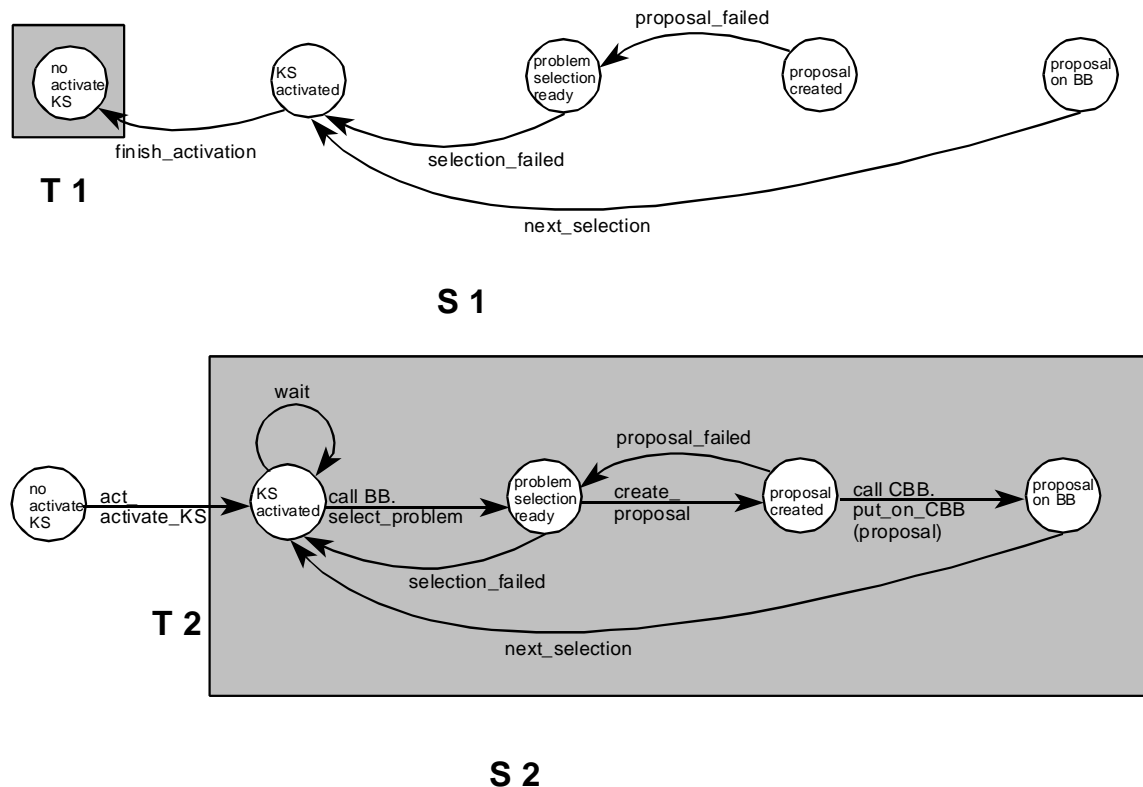 proposal_failed
no
activate
KS
KS
activated
problem
selection
ready
proposal
created
proposal
on BB
finish_activation
selection_failed
T 1
next_selection
S 1
wait
proposal_failed
no
activate
KS
act_
activate_KS
KS
activated
call BB.
select_problem
problem
selection
ready
create_
proposal
proposal
created
call CBB.
put_on_CBB
(proposal)
proposal
on BB
selection_failed
T 2
next_selection
S 2